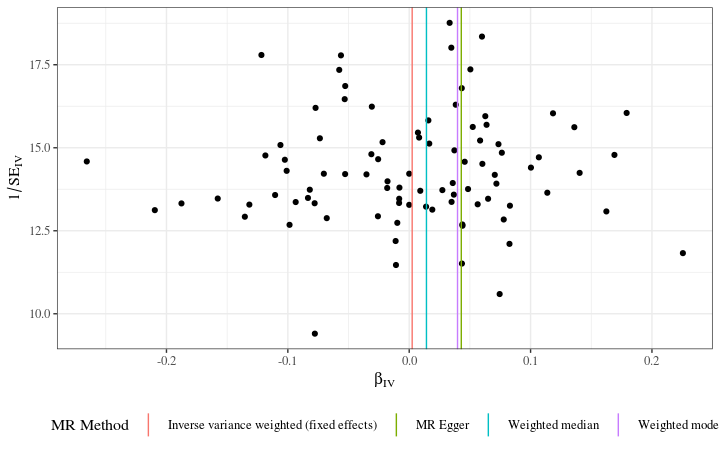 17.5
15.0
12.5
10.0
1/SE_IV
-0.2 -0.1 0.0 0.1 0.2
β_IV
MR Method Inverse variance weighted (fixed effects) MR Egger Weighted median Weighted mode